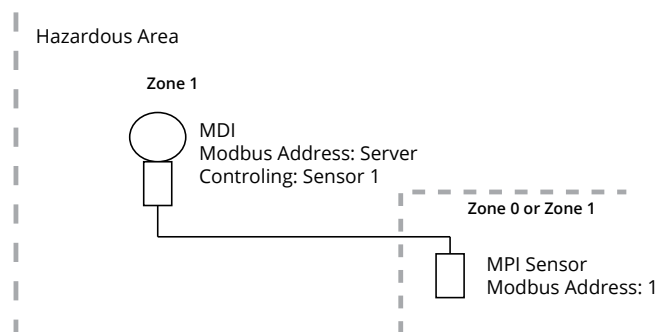 Hazardous Area
Zone 1
MDI
Modbus Address: Server
Controling: Sensor 1
Zone 0 or Zone 1
MPI Sensor
Modbus Address: 1